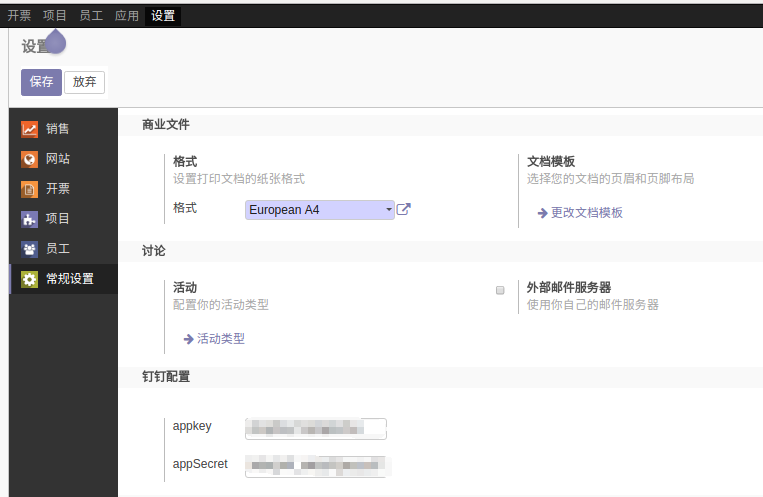 开票 项目 员工 应用 设置
设置
保存 放弃
销售
网站
开票
项目
员工
常规设置
商业文件
格式
设置打印文档的纸张格式
格式 European A4
文档模板
选择您的文档的页眉和页脚布局
更改文档模板
讨论
活动
配置你的活动类型
活动类型
外部邮件服务器
使用你自己的邮件服务器
钉钉配置
appkey
appSecret